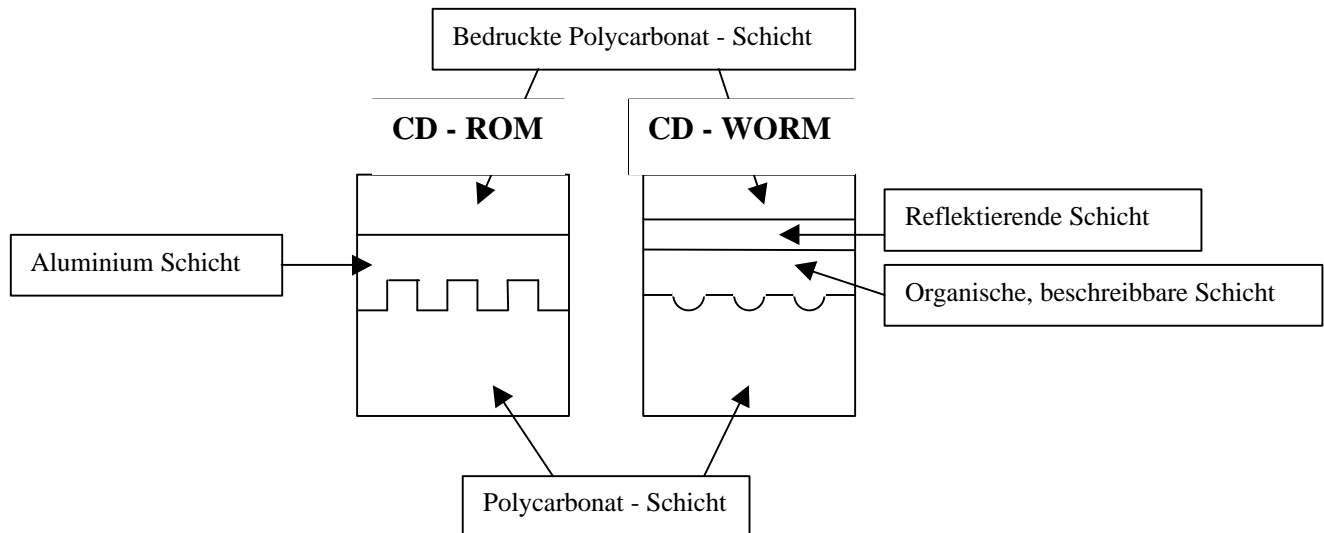 Bedruckte Polycarbonat - Schicht
CD - ROM
CD - WORM
Reflektierende Schicht
Aluminium Schicht
Organische, beschreibbare Schicht
Polycarbonat - Schicht